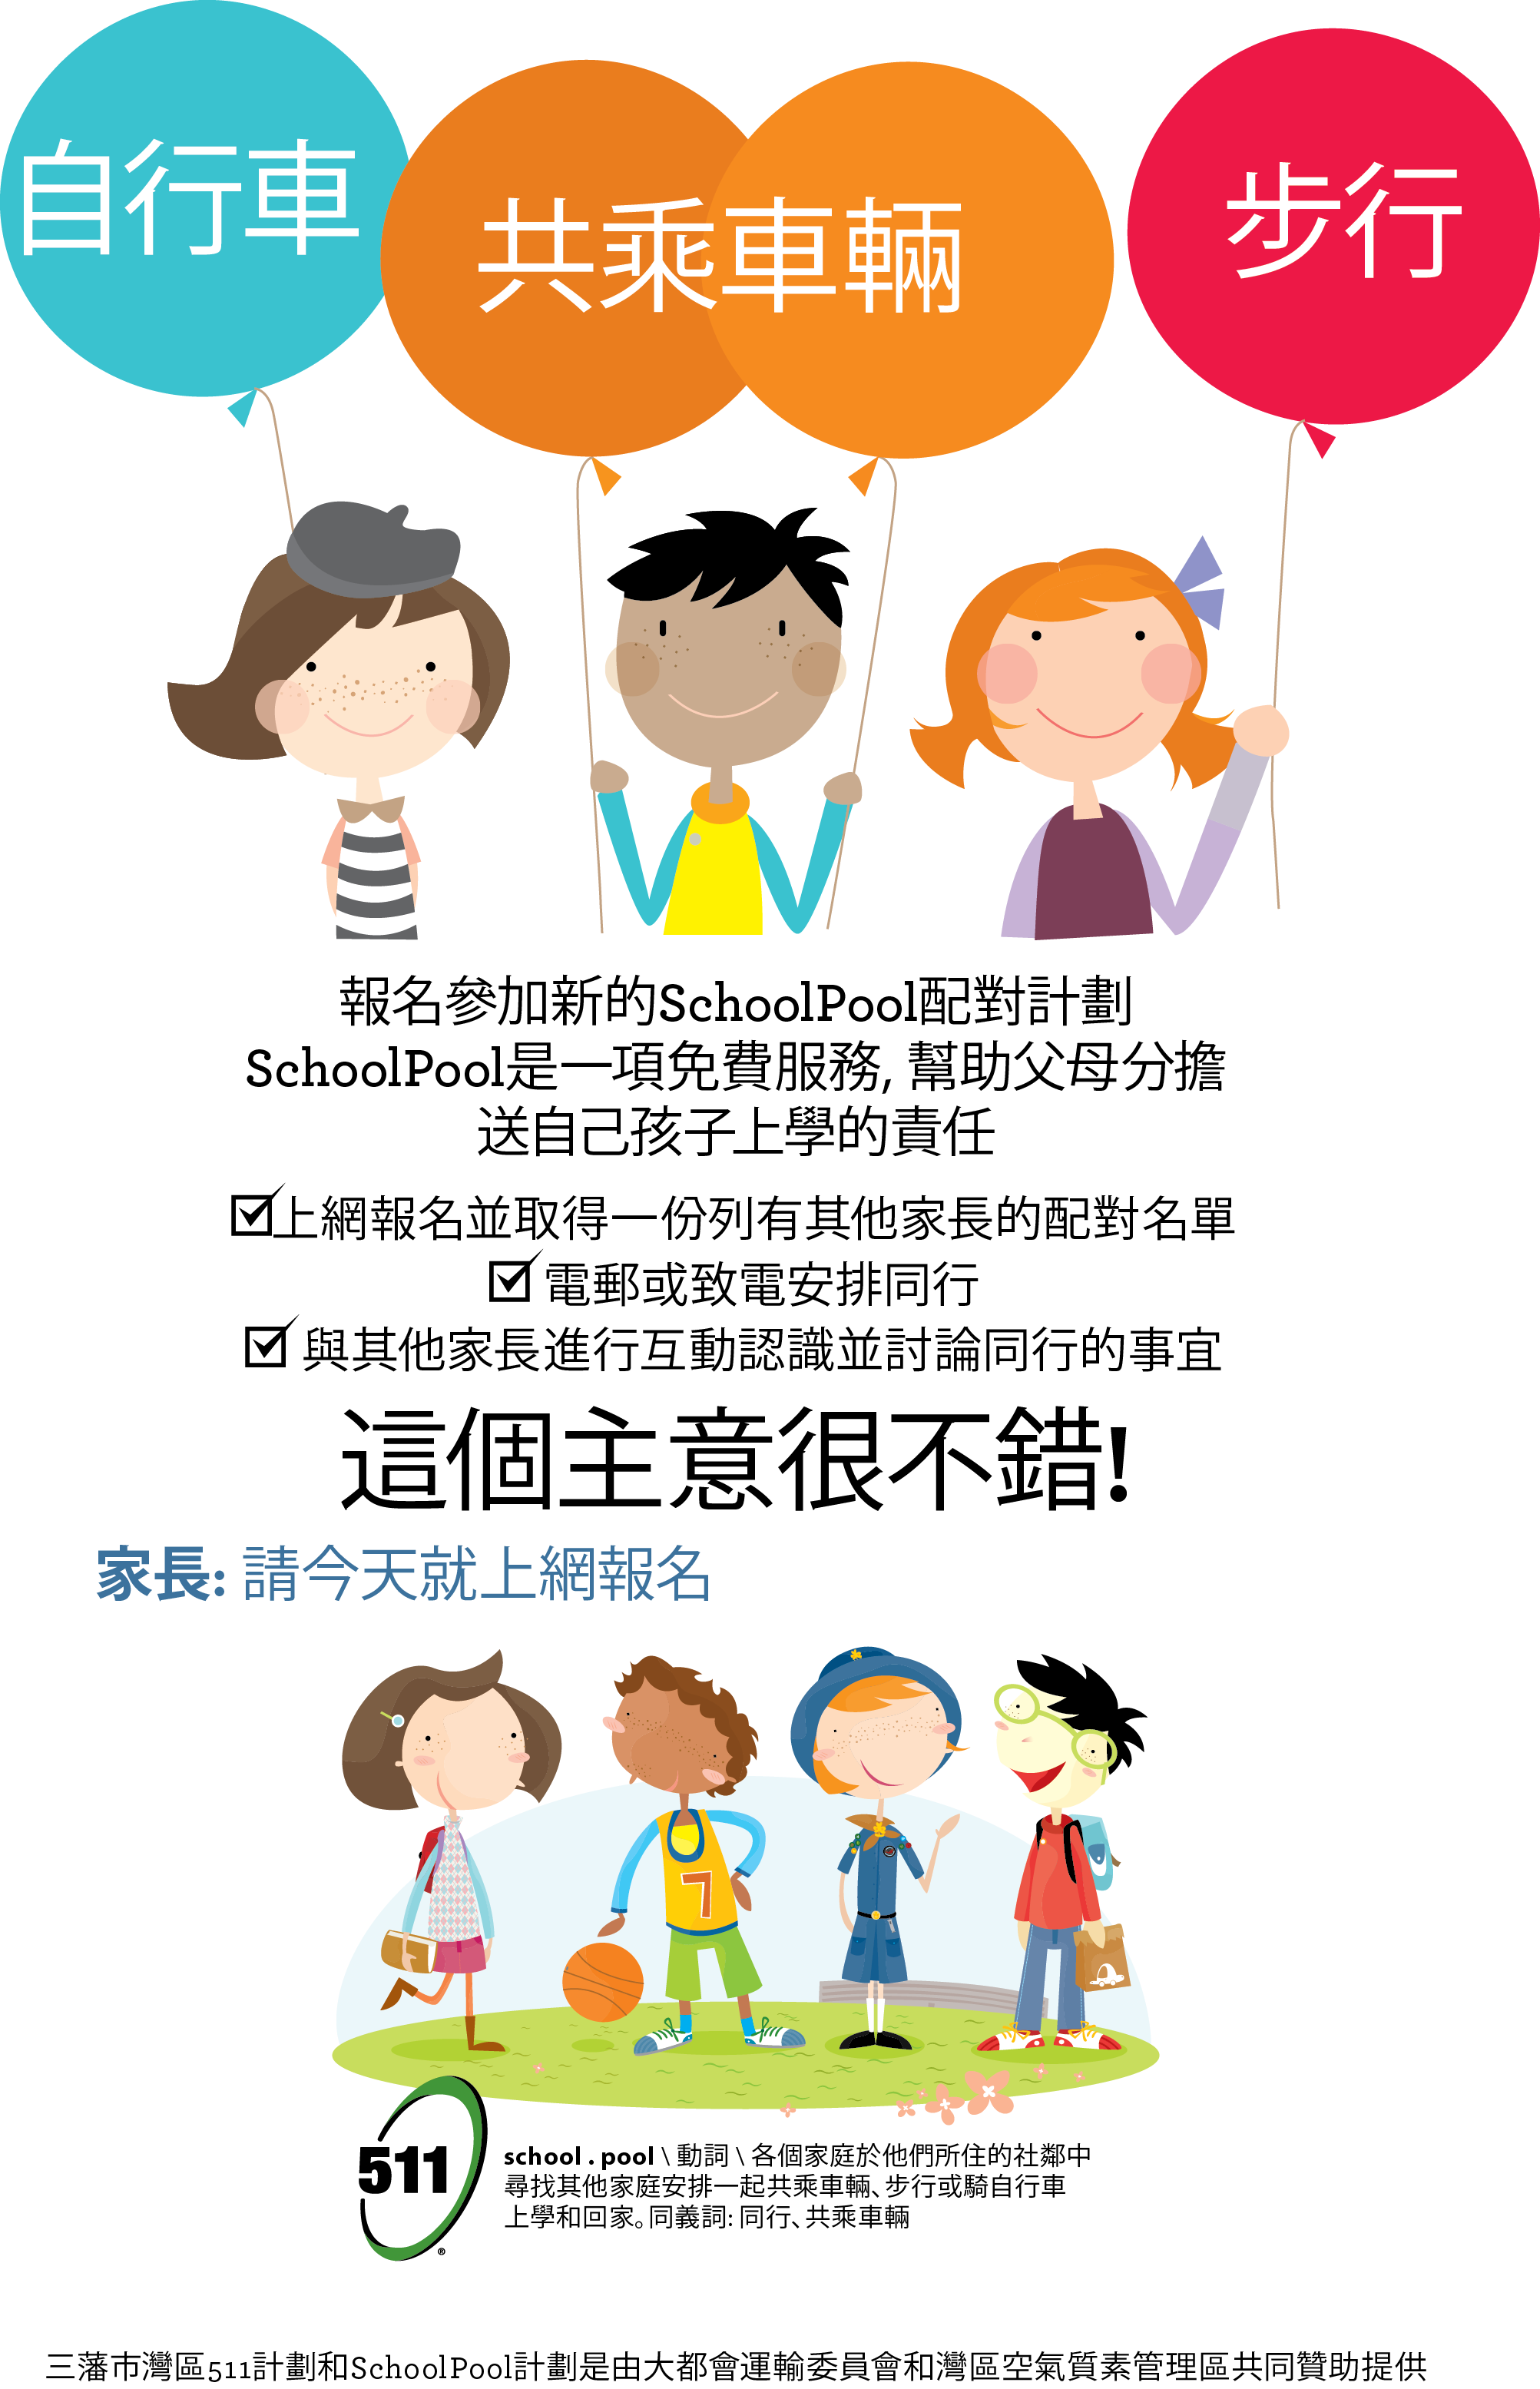 自行車
共乘車輛
步行
報名參加新的SchoolPool配對計劃
SchoolPool是一項免費服務, 幫助父母分擔
送自己孩子上學的責任
上網報名並取得一份列有其他家長的配對名單
電郵或致電安排同行
與其他家長進行互動認識並討論同行的事宜
這個主意很不錯!
家長: 請今天就上網報名
7
511
®
school . pool \ 動詞 \ 各個家庭於他們所住的社鄰中
尋找其他家庭安排一起共乘車輛、步行或騎自行車
上學和回家。同義詞: 同行、共乘車輛
三藩市灣區511計劃和SchoolPool計劃是由大都會運輸委員會和灣區空氣質素管理區共同贊助提供